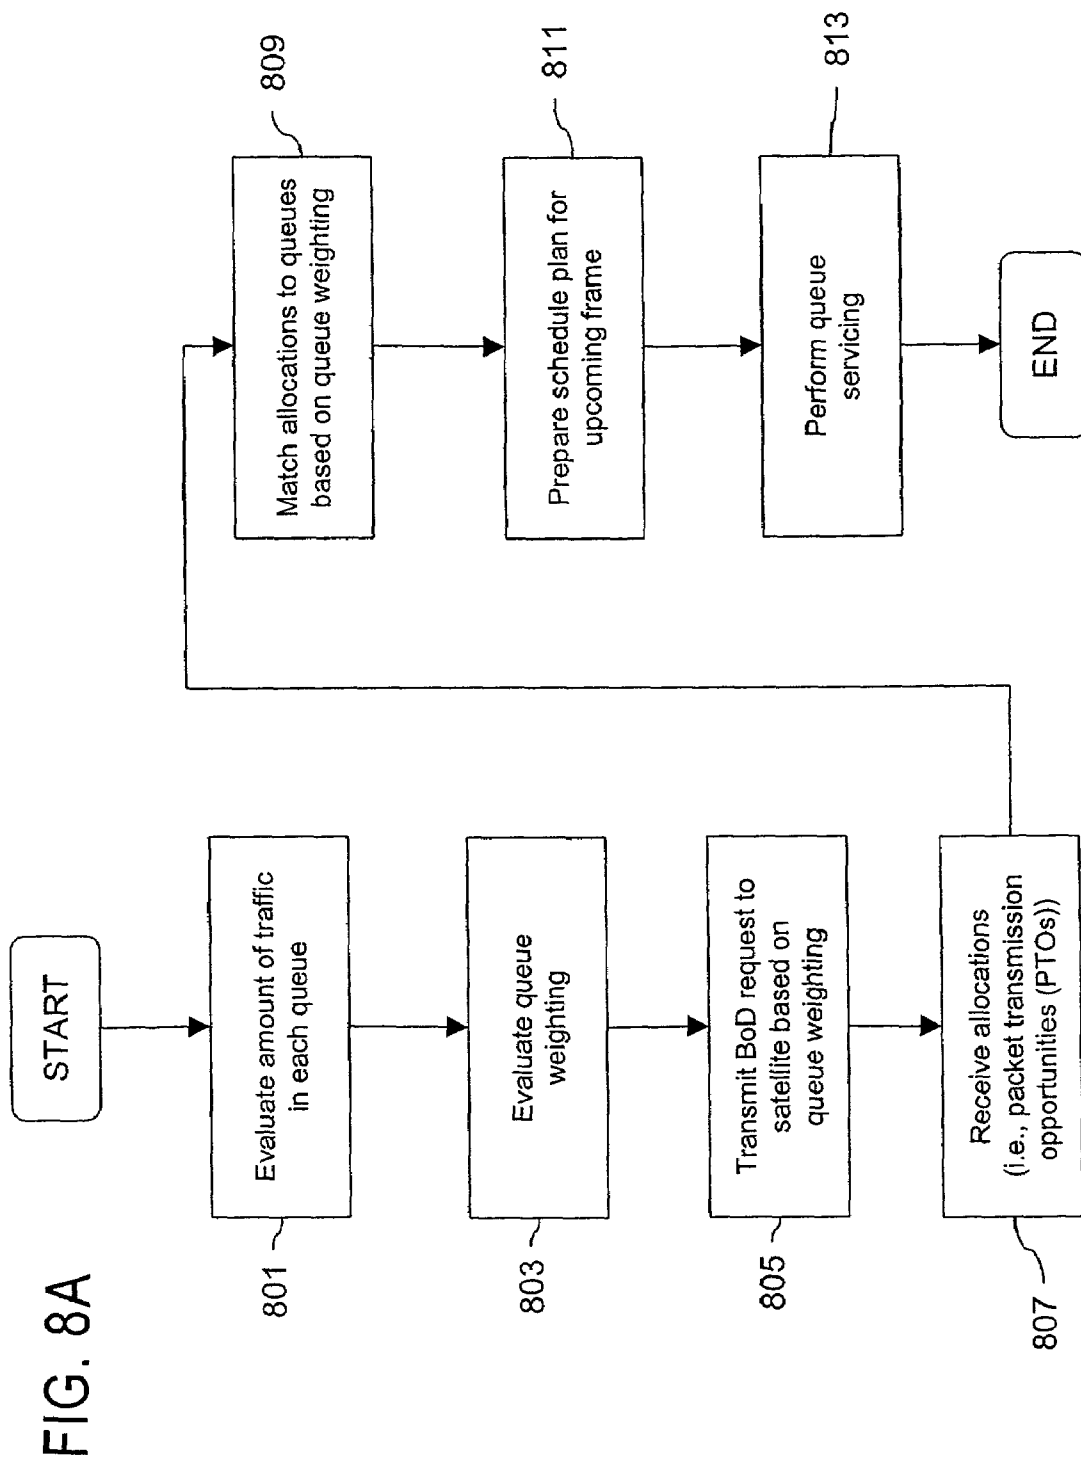 FIG. 8A
START
801
Evaluate amount of traffic
in each queue
803
Evaluate queue
weighting
805
Transmit BoD request to
satellite based on
queue weighting
807
Receive allocations
(i.e., packet transmission
opportunities (PTOs))
809
Match allocations to queues
based on queue weighting
811
Prepare schedule plan for
upcoming frame
813
Perform queue
servicing
END